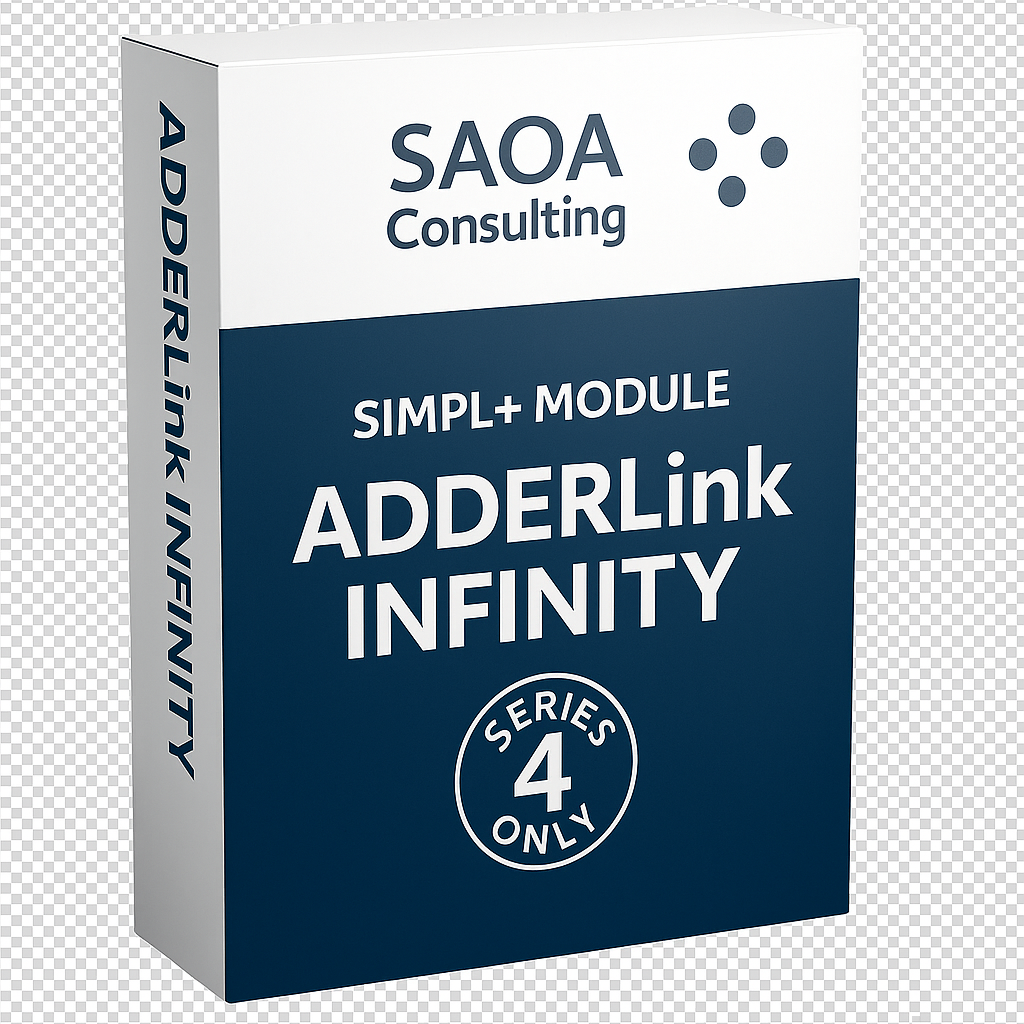 ADDERLink INFINITY
SAOA
Consulting
SIMPL+ MODULE
ADDERLink
INFINITY
SERIES
4
ONLY